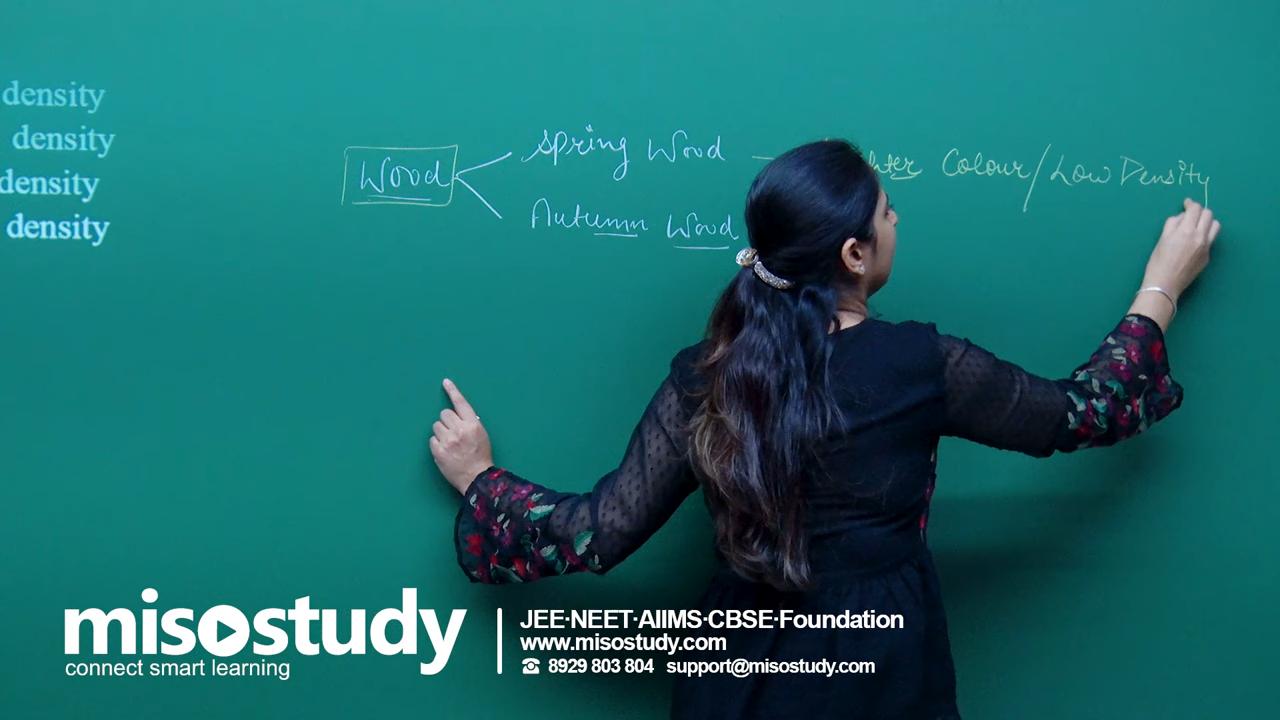 density
density
density
density
Wood
Spring Wood
Colour/Low Density
Autumn Wood
misostudy
connect smart learning
JEE·NEET·AIIMS·CBSE·Foundation
www.misostudy.com
8929 803 804 support@misostudy.com